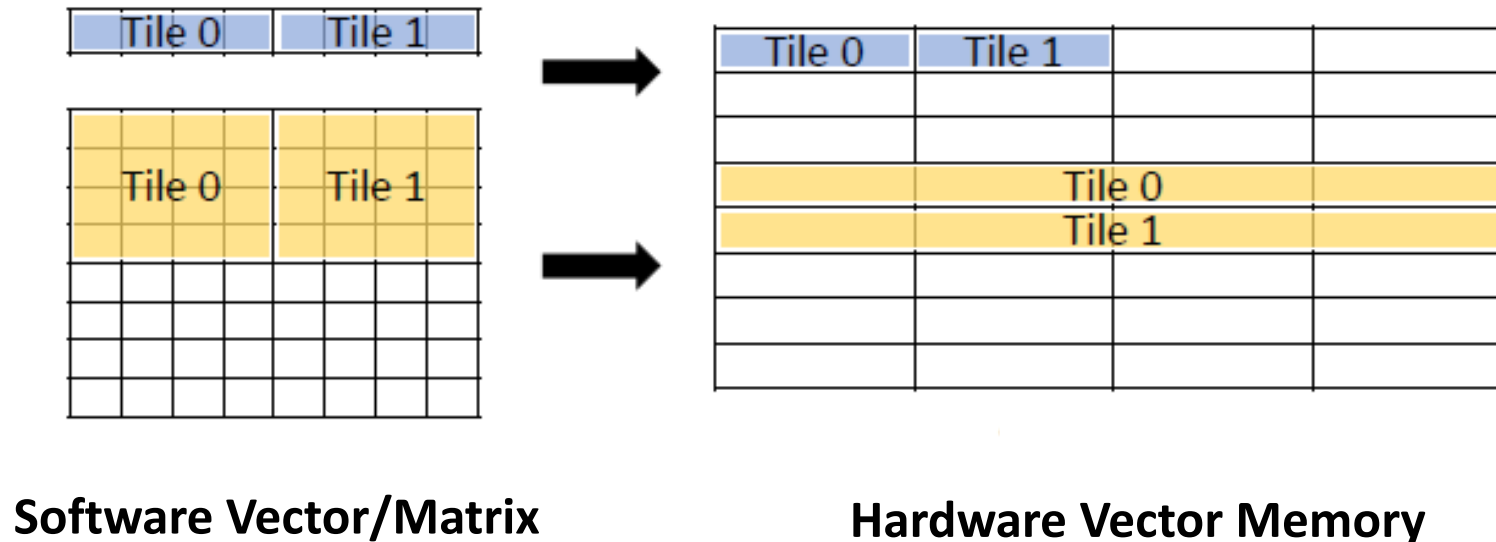 Tile 0 Tile 1
Tile 0 Tile 1
Tile 0 Tile 1
Tile 0
Tile 1
Software Vector/Matrix
Hardware Vector Memory